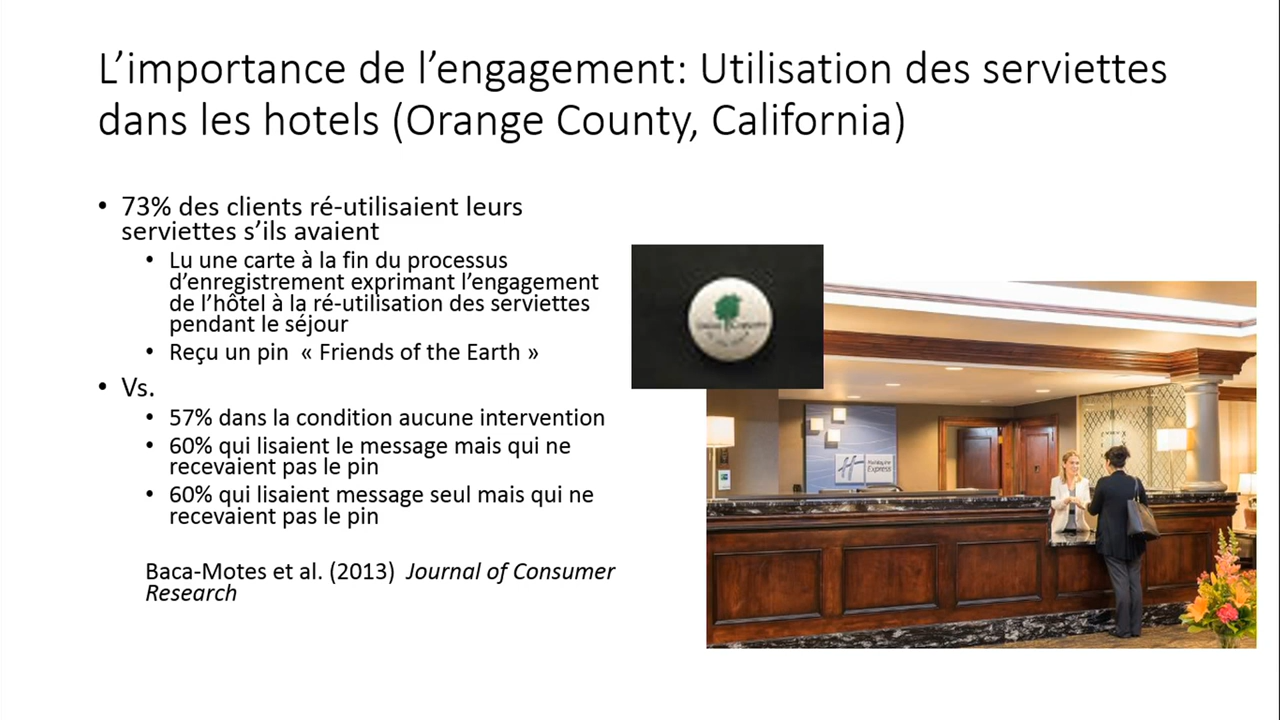 L’importance de l’engagement: Utilisation des serviettes
dans les hotels (Orange County, California)
• 73% des clients ré-utilisaient leurs
serviettes s’ils avaient
• Lu une carte à la fin du processus
d’enregistrement exprimant l’engagement
de l’hôtel à la ré-utilisation des serviettes
pendant le séjour
• Reçu un pin « Friends of the Earth »
• Vs.
• 57% dans la condition aucune intervention
• 60% qui lisaient le message mais qui ne
recevaient pas le pin
• 60% qui lisaient message seul mais qui ne
recevaient pas le pin
Baca-Motes et al. (2013) Journal of Consumer
Research
Holiday Inn
Express